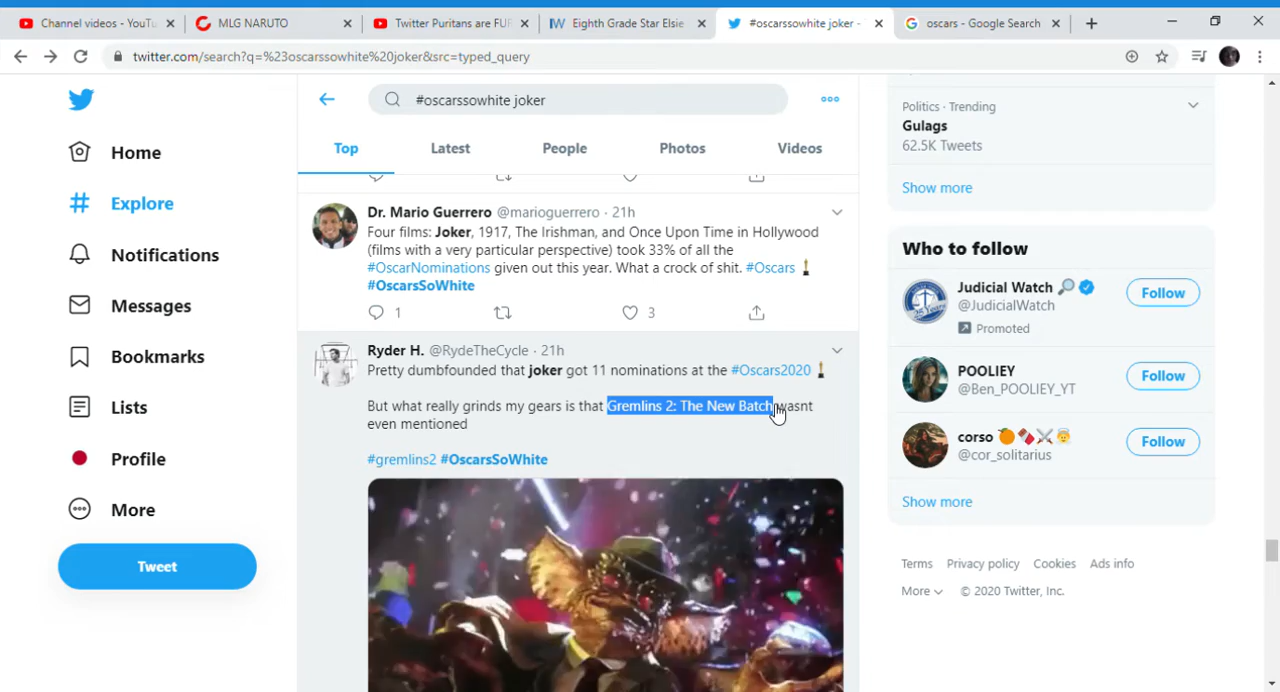 Channel videos - YouTu
MLG NARUTO
Twitter Puritans are FUR
Eighth Grade Star Elsie
#oscarssowhite joker -
oscars - Google Search
twitter.com/search?q=%23oscarssowhite%20joker&src=typed_query
#oscarssowhite joker
Top
Latest
People
Photos
Videos
Home
Explore
Notifications
Messages
Bookmarks
Lists
Profile
More
Tweet
Dr. Mario Guerrero @marioguerrero · 21h
Four films: Joker, 1917, The Irishman, and Once Upon Time in Hollywood
(films with a very particular perspective) took 33% of all the
#OscarNominations given out this year. What a crock of shit. #Oscars
#OscarsSoWhite
1
3
Ryder H. @RydeTheCycle · 21h
Pretty dumbfounded that joker got 11 nominations at the #Oscars2020
But what really grinds my gears is that Gremlins 2: The New Batch wasnt
even mentioned
#gremlins2 #OscarsSoWhite
Politics · Trending
Gulags
62.5K Tweets
Show more
Who to follow
Judicial Watch
@JudicialWatch
Promoted
Follow
POOLIEY
@Ben_POOLIEY_YT
Follow
corso
@cor_solitarius
Follow
Show more
Terms Privacy policy Cookies Ads info
More © 2020 Twitter, Inc.